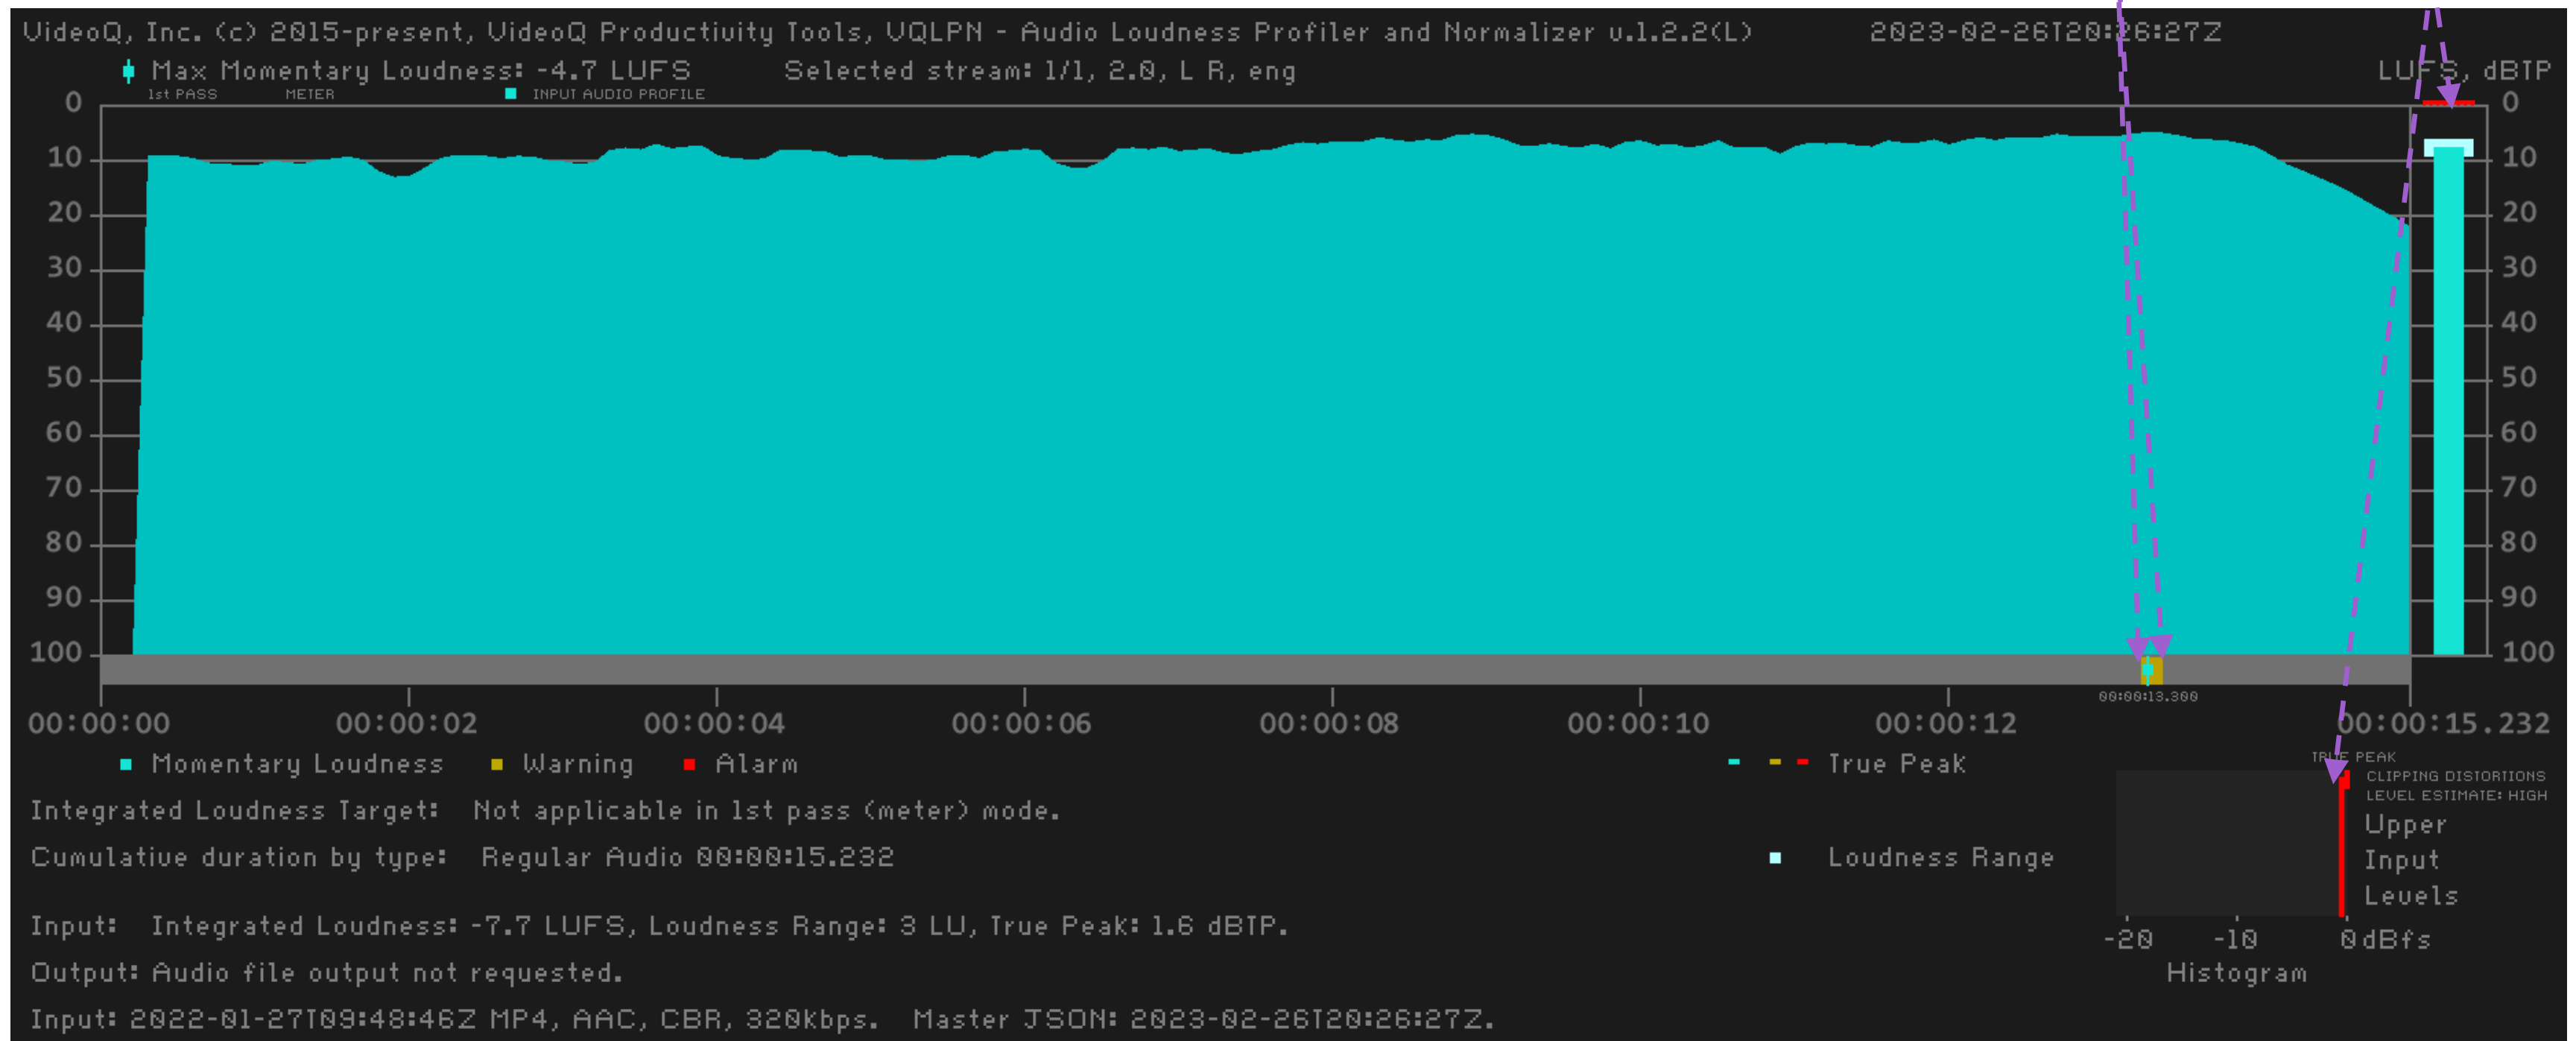 VideoQ, Inc. (c) 2015-present, VideoQ Productivity Tools, VQLPN - Audio Loudness Profiler and Normalizer v.1.2.2(L) 2023-02-26T20:26:27Z
Max Momentary Loudness: -4.7 LUFS Selected stream: 1/1, 2.0, L R, eng LUFS, dBTP
1st PASS METER INPUT AUDIO PROFILE
0 0
10 10
20 20
30 30
40 40
50 50
60 60
70 70
80 80
90 90
100 100
00:00:13.300
00:00:00 00:00:02 00:00:04 00:00:06 00:00:08 00:00:10 00:00:12 00:00:15.232
Momentary Loudness Warning Alarm True Peak
TRUE PEAK
CLIPPING DISTORTIONS
LEVEL ESTIMATE: HIGH
Integrated Loudness Target: Not applicable in 1st pass (meter) mode.
Upper
Input
Levels
Cumulative duration by type: Regular Audio 00:00:15.232 Loudness Range
Input: Integrated Loudness: -7.7 LUFS, Loudness Range: 3 LU, True Peak: 1.6 dBTP.
-20 -10 0dBfs
Histogram
Output: Audio file output not requested.
Input: 2022-01-27T09:48:46Z MP4, AAC, CBR, 320kbps. Master JSON: 2023-02-26T20:26:27Z.